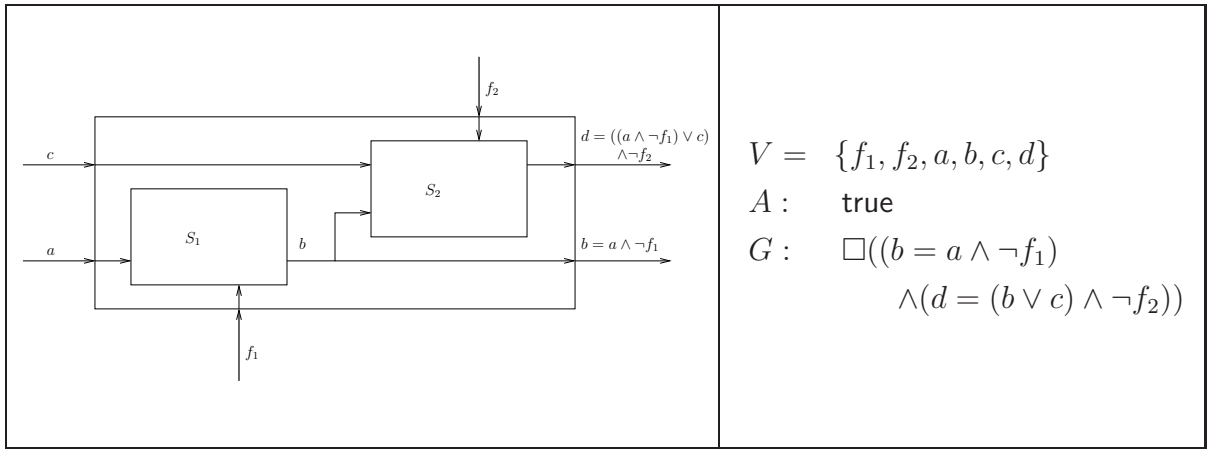 f₂
d = ((a ∧ ¬f₁) ∨ c)
∧¬f₂
c
S₂
S₁
b
b = a ∧ ¬f₁
a
f₁
V = {f₁, f₂, a, b, c, d}
A : true
G : □((b = a ∧ ¬f₁)
∧(d = (b ∨ c) ∧ ¬f₂))